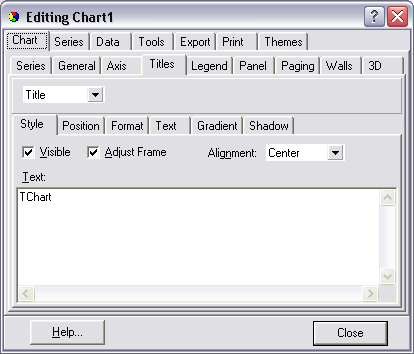 Editing Chart1
Chart Series Data Tools Export Print Themes
Series General Axis Titles Legend Panel Paging Walls 3D
Title
Style Position Format Text Gradient Shadow
Visible Adjust Frame Alignment: Center
Text:
TChart
Help... Close